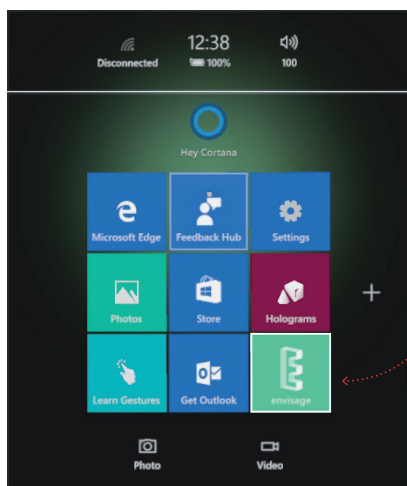 12:38
Disconnected 100% 100
Hey Cortana
Microsoft Edge Feedback Hub Settings
Photos Store Holograms
Learn Gestures Get Outlook envisage
Photo Video